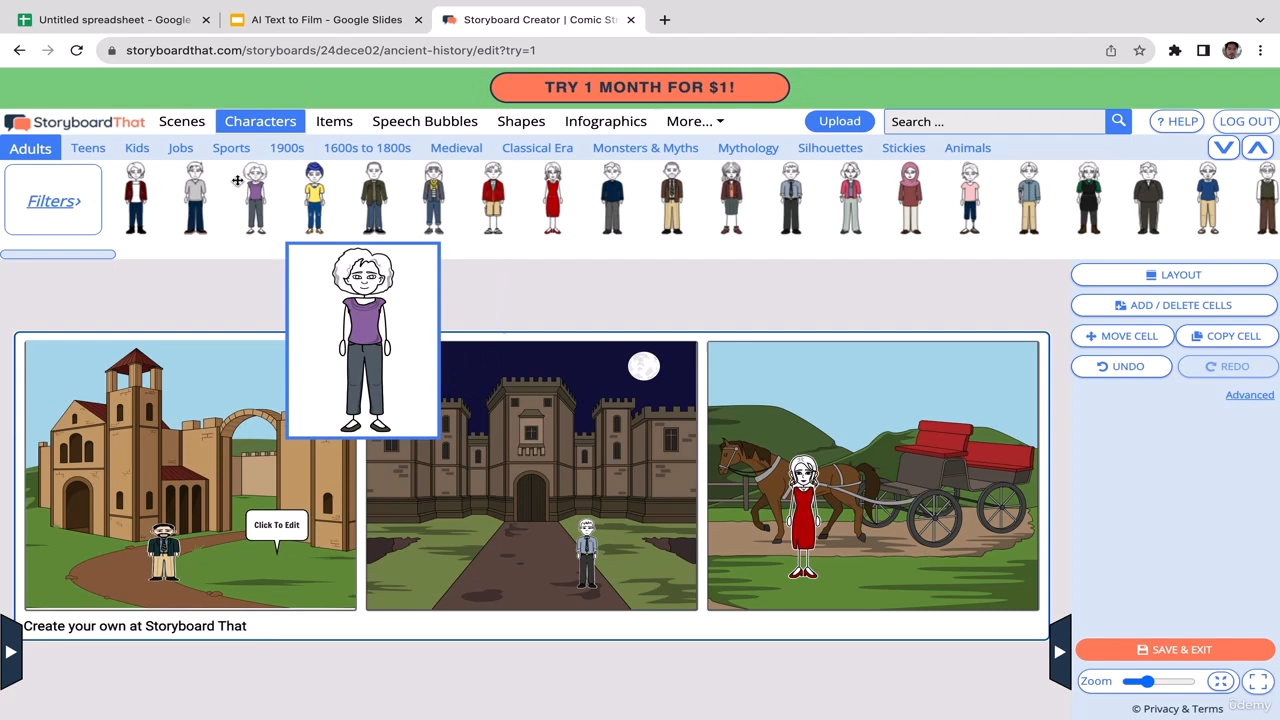 Untitled spreadsheet - Google
AI Text to Film - Google Slides
Storyboard Creator | Comic St
storyboardthat.com/storyboards/24dece02/ancient-history/edit?try=1
TRY 1 MONTH FOR $1!
StoryboardThat
Scenes
Characters
Items
Speech Bubbles
Shapes
Infographics
More...
Upload
Search ...
? HELP
LOG OUT
Adults
Teens
Kids
Jobs
Sports
1900s
1600s to 1800s
Medieval
Classical Era
Monsters & Myths
Mythology
Silhouettes
Stickies
Animals
Filters›
LAYOUT
ADD / DELETE CELLS
MOVE CELL
COPY CELL
UNDO
REDO
Advanced
Click To Edit
Create your own at Storyboard That
SAVE & EXIT
Zoom
© Privacy & Terms
ûdemy